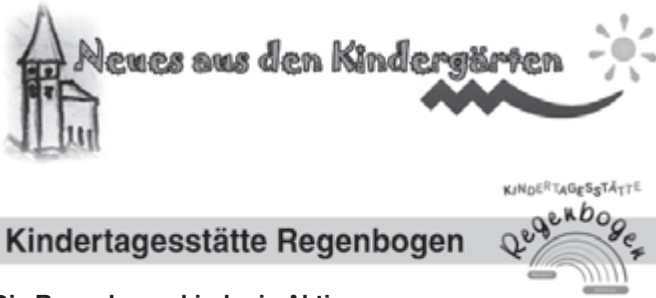 Neues aus den Kindergärten
KINDERTAGESSTÄTTE
Regenbogen
Kindertagesstätte Regenbogen